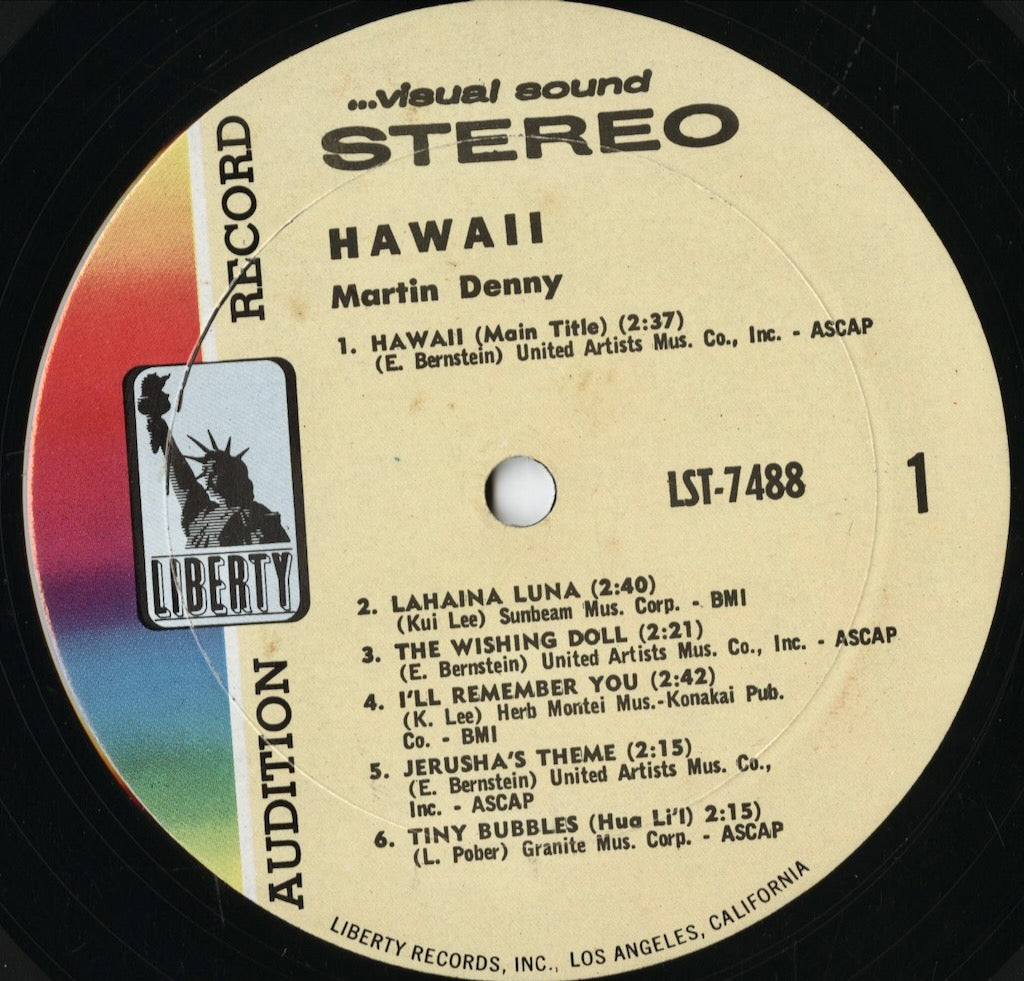 ...visual sound
STEREO
AUDITION RECORD
HAWAII
Martin Denny
1. HAWAII (Main Title) (2:37)
(E. Bernstein) United Artists Mus. Co., Inc. - ASCAP
LIBERTY
LST-7488
1
2. LAHAINA LUNA (2:40)
(Kui Lee) Sunbeam Mus. Corp. - BMI
3. THE WISHING DOLL (2:21)
(E. Bernstein) United Artists Mus. Co., Inc. - ASCAP
4. I'LL REMEMBER YOU (2:42)
(K. Lee) Herb Montei Mus.-Konakai Pub.
Co. - BMI
5. JERUSHA'S THEME (2:15)
(E. Bernstein) United Artists Mus. Co.,
Inc. - ASCAP
6. TINY BUBBLES (Hua Li'l) 2:15)
(L. Pober) Granite Mus. Corp. - ASCAP
LIBERTY RECORDS, INC., LOS ANGELES, CALIFORNIA